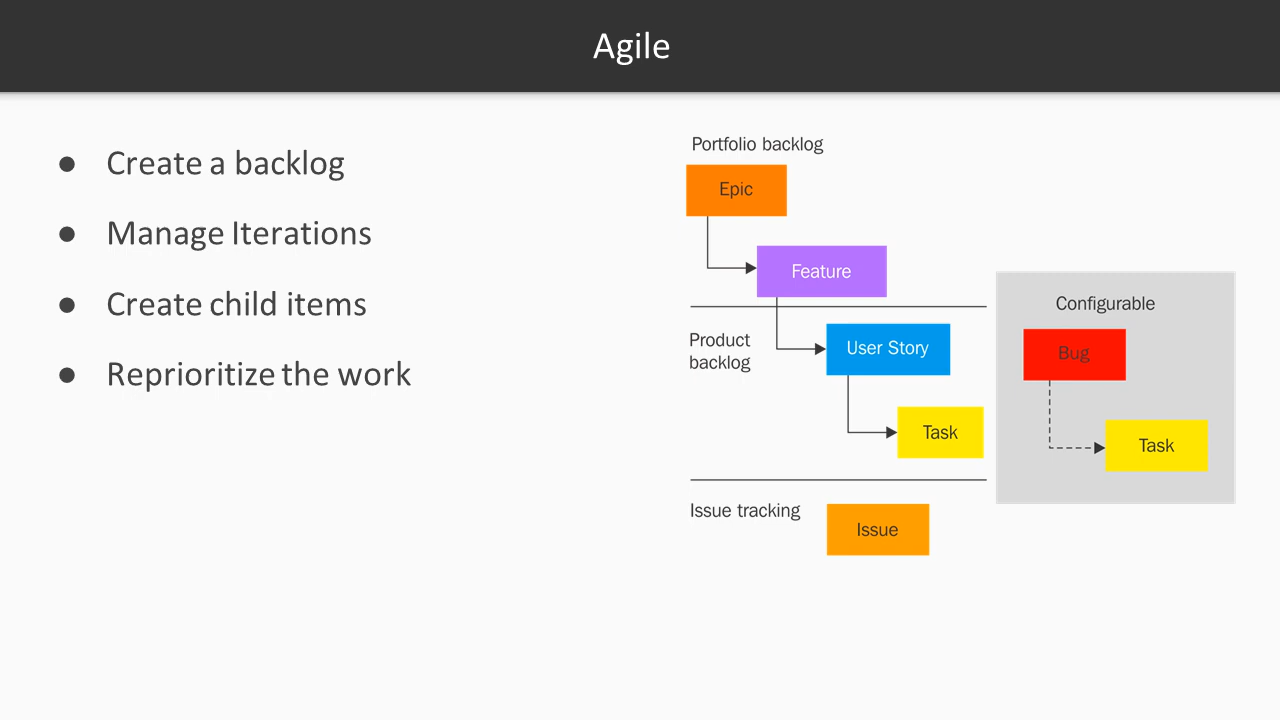 Agile
● Create a backlog
● Manage Iterations
● Create child items
● Reprioritize the work
Portfolio backlog
Epic
Feature
Product
backlog
User Story
Task
Issue tracking
Issue
Configurable
Bug
Task